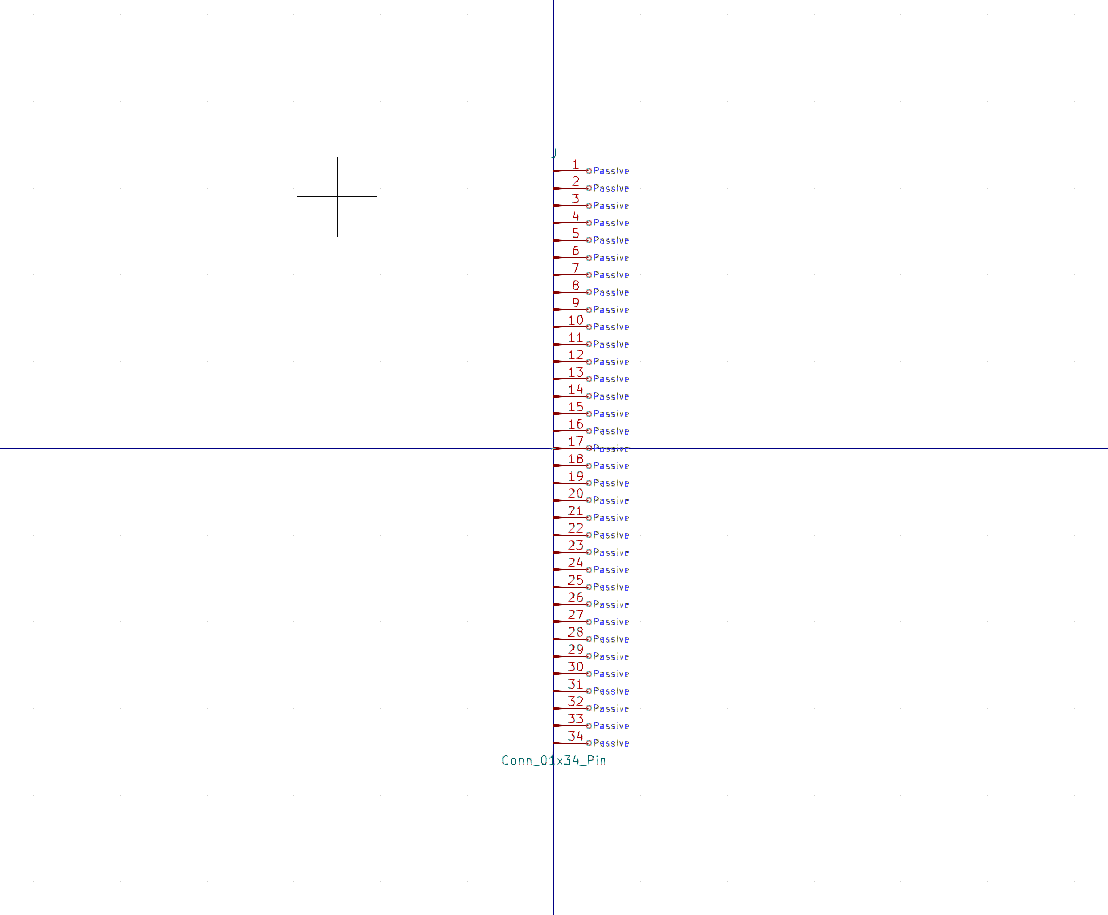 J
1 Passive
2 Passive
3 Passive
4 Passive
5 Passive
6 Passive
7 Passive
8 Passive
9 Passive
10 Passive
11 Passive
12 Passive
13 Passive
14 Passive
15 Passive
16 Passive
17 Passive
18 Passive
19 Passive
20 Passive
21 Passive
22 Passive
23 Passive
24 Passive
25 Passive
26 Passive
27 Passive
28 Passive
29 Passive
30 Passive
31 Passive
32 Passive
33 Passive
34 Passive
Conn_01x34_Pin